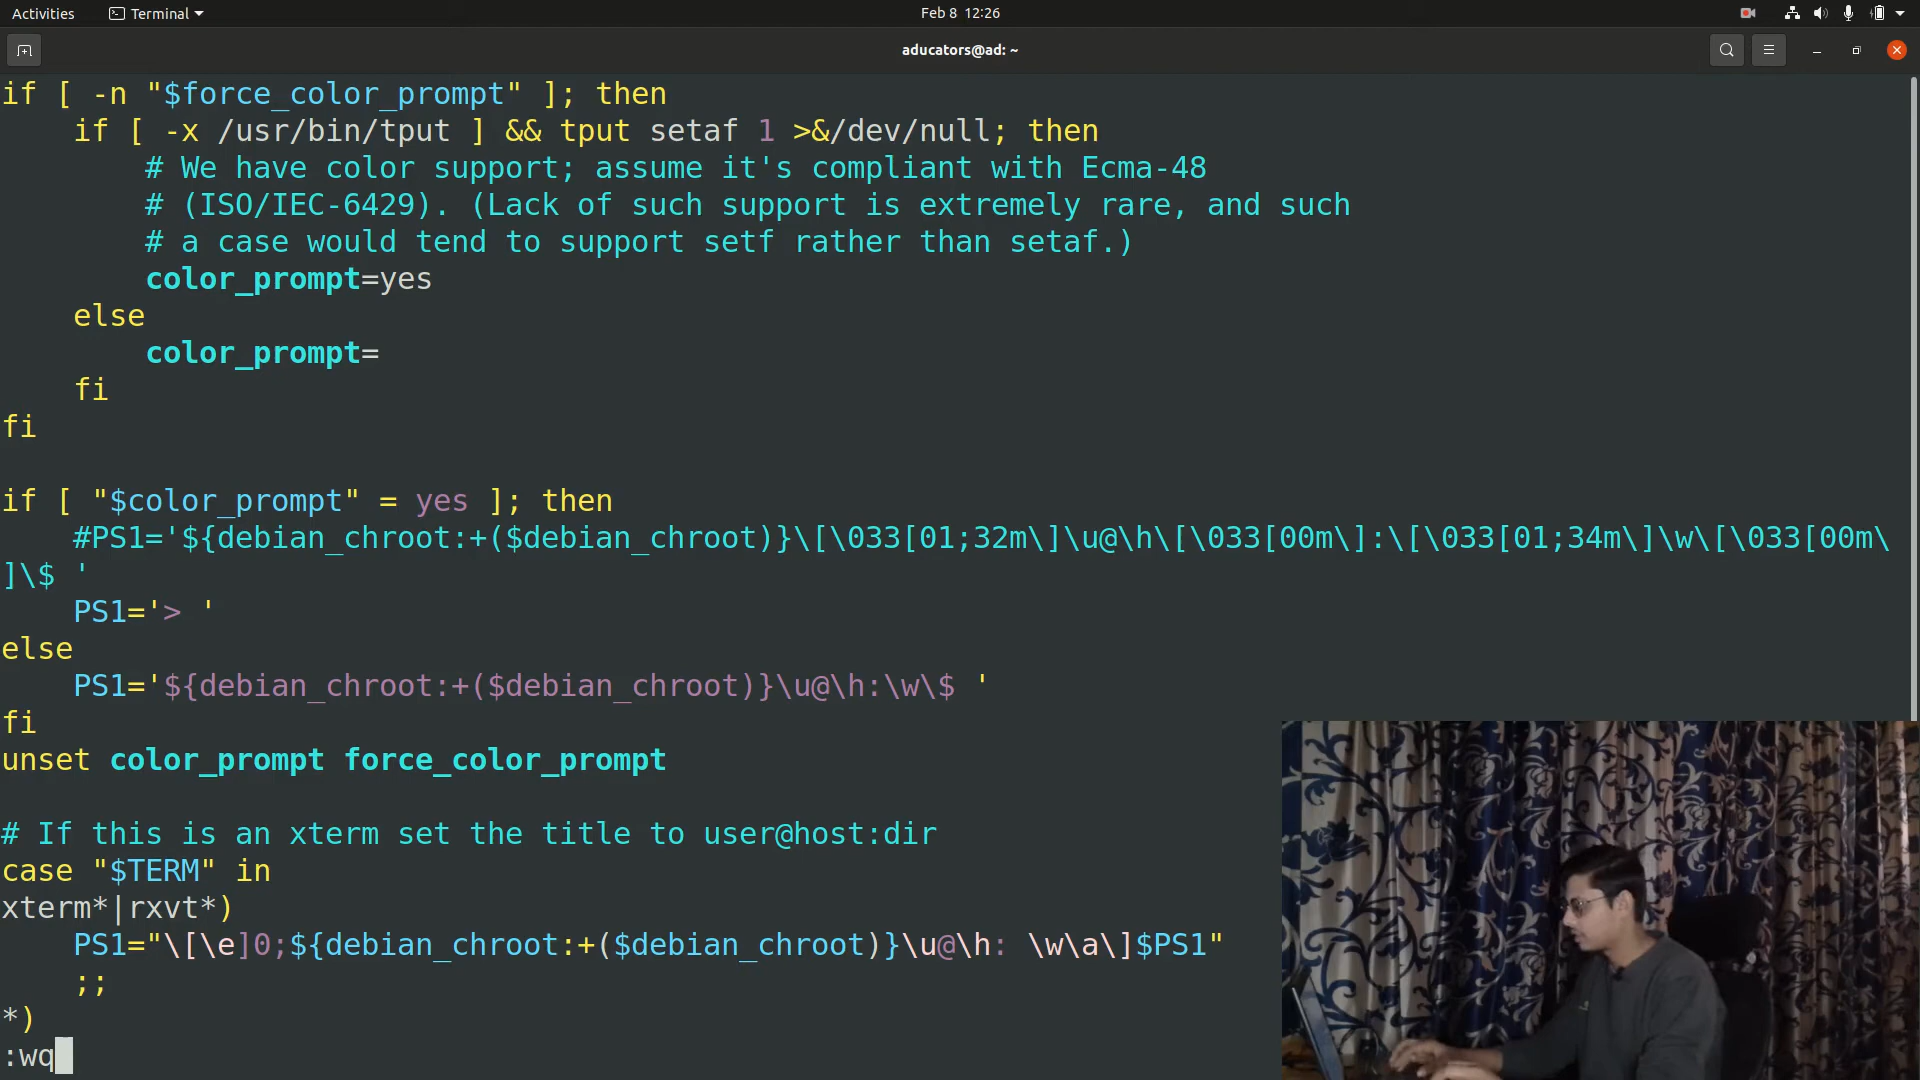 Activities
Terminal
Feb 8 12:26
aducators@ad: ~
if [ -n "$force_color_prompt" ]; then
    if [ -x /usr/bin/tput ] && tput setaf 1 >&/dev/null; then
        # We have color support; assume it's compliant with Ecma-48
        # (ISO/IEC-6429). (Lack of such support is extremely rare, and such
        # a case would tend to support setf rather than setaf.)
        color_prompt=yes
    else
        color_prompt=
    fi
fi
if [ "$color_prompt" = yes ]; then
    #PS1='${debian_chroot:+($debian_chroot)}\[\033[01;32m\]\u@\h\[\033[00m\]:\[\033[01;34m\]\w\[\033[00m\
]\$ '
    PS1='> '
else
    PS1='${debian_chroot:+($debian_chroot)}\u@\h:\w\$ '
fi
unset color_prompt force_color_prompt
# If this is an xterm set the title to user@host:dir
case "$TERM" in
xterm*|rxvt*)
    PS1="\[\e]0;${debian_chroot:+($debian_chroot)}\u@\h: \w\a\]$PS1"
    ;;
*)
:wq